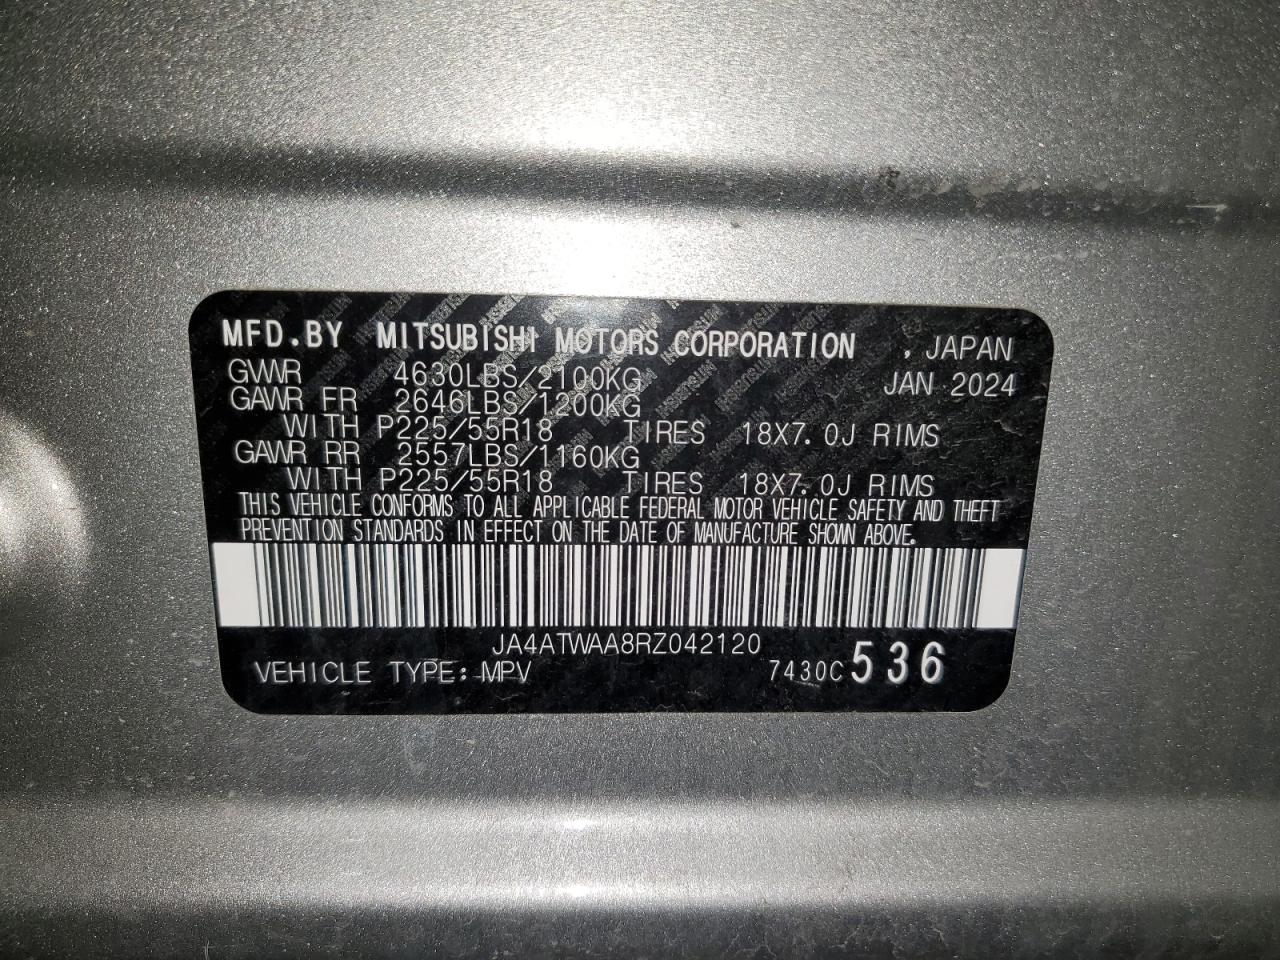 MFD.BY MITSUBISHI MOTORS CORPORATION , JAPAN
GVWR 4630LBS/2100KG JAN 2024
GAWR FR 2646LBS/1200KG
WITH P225/55R18 TIRES 18X7.0J RIMS
GAWR RR 2557LBS/1160KG
WITH P225/55R18 TIRES 18X7.0J RIMS
THIS VEHICLE CONFORMS TO ALL APPLICABLE FEDERAL MOTOR VEHICLE SAFETY AND THEFT
PREVENTION STANDARDS IN EFFECT ON THE DATE OF MANUFACTURE SHOWN ABOVE.
JA4ATWAA8RZ042120
VEHICLE TYPE: MPV 7430C 536